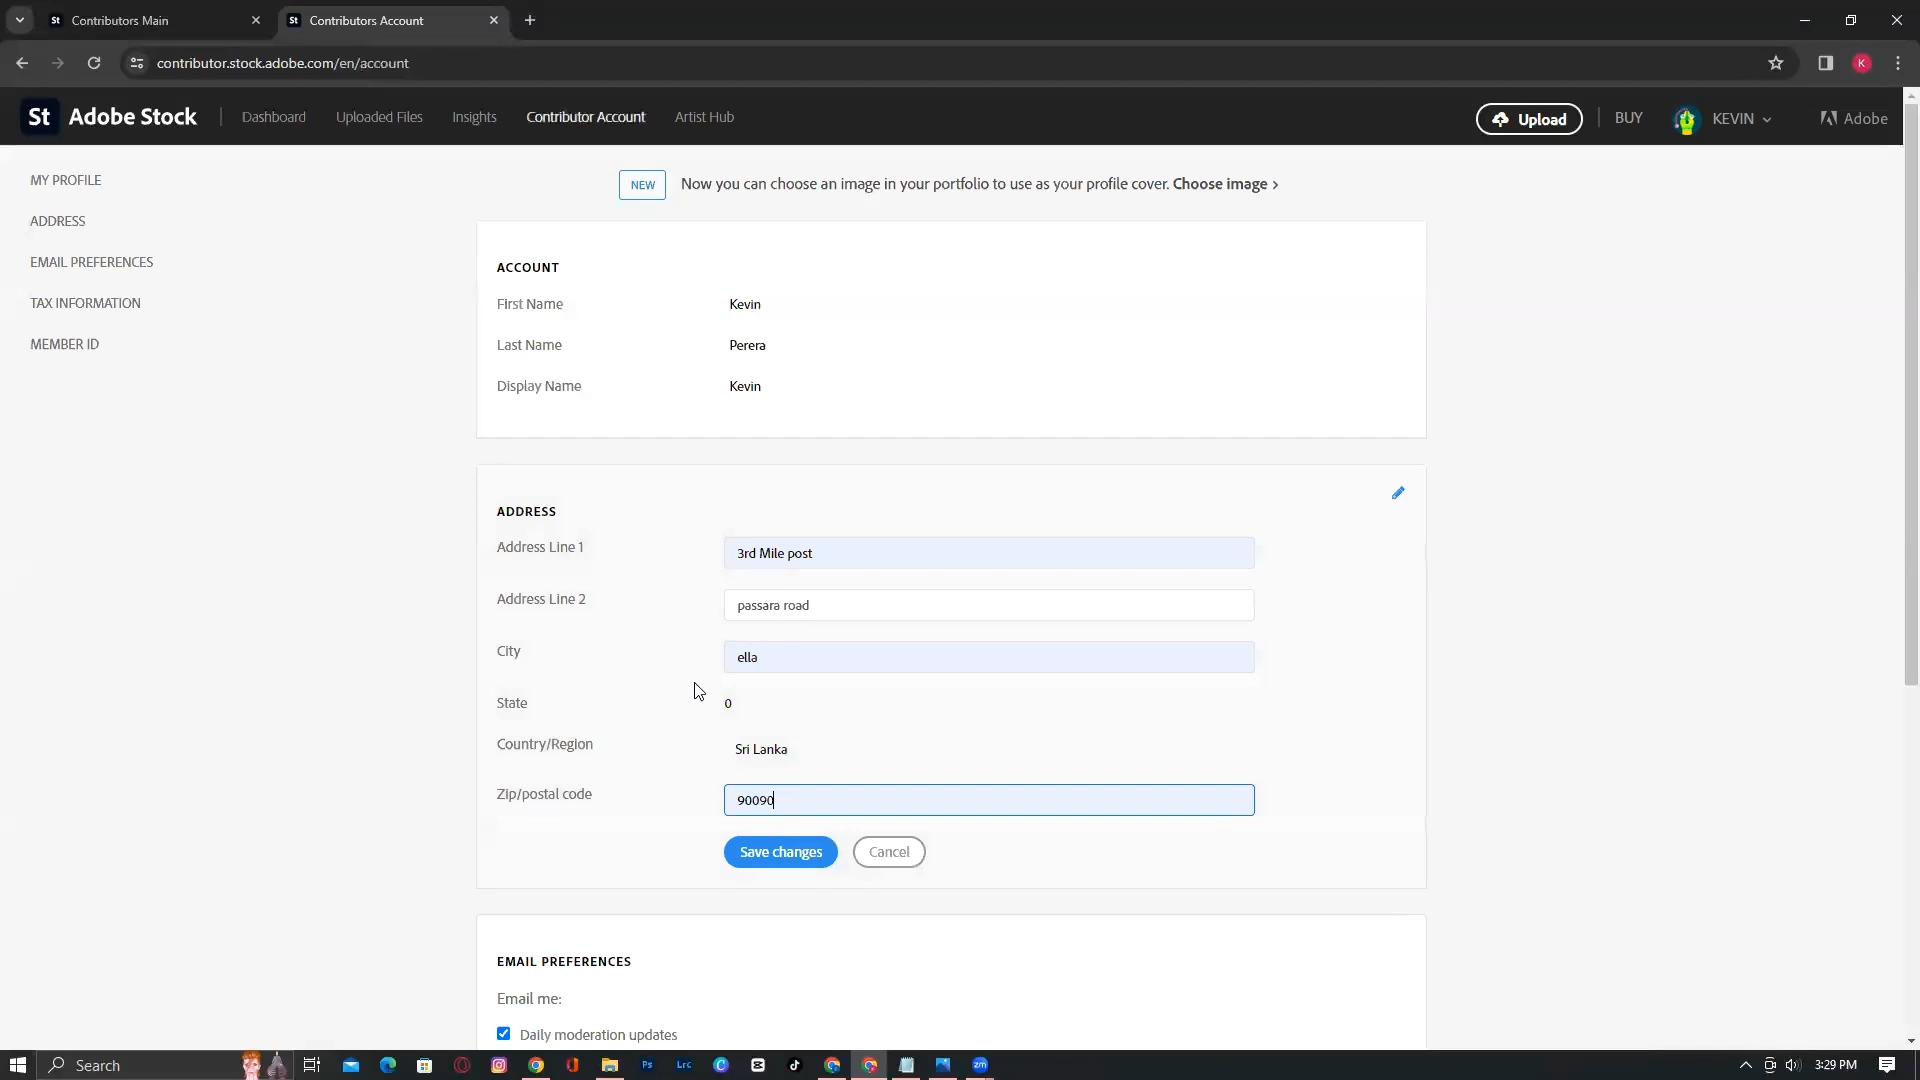 St Contributors Main
St Contributors Account
contributor.stock.adobe.com/en/account
K
St Adobe Stock
Dashboard
Uploaded Files
Insights
Contributor Account
Artist Hub
Upload
BUY
KEVIN
Adobe
MY PROFILE
ADDRESS
EMAIL PREFERENCES
TAX INFORMATION
MEMBER ID
NEW Now you can choose an image in your portfolio to use as your profile cover. Choose image >
ACCOUNT
First Name Kevin
Last Name Perera
Display Name Kevin
ADDRESS
Address Line 1 3rd Mile post
Address Line 2 passara road
City ella
State 0
Country/Region Sri Lanka
Zip/postal code 90090
Save changes Cancel
EMAIL PREFERENCES
Email me:
Daily moderation updates
Search
Ps
Lrc
zm
3:29 PM